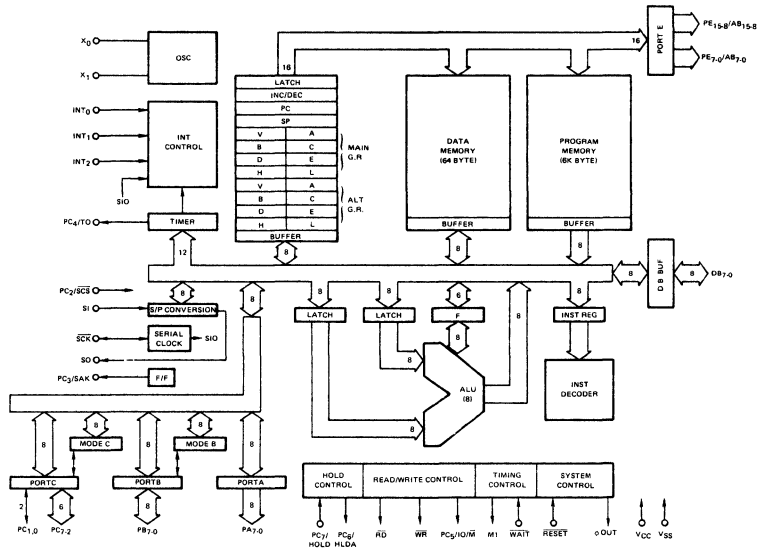 X0
X1
OSC
INT0
INT1
INT2
INT CONTROL
SIO
PC4/TO
TIMER
12
16
LATCH
INC/DEC
PC
SP
V A
B C
D E
H L
MAIN G.R
V A
B C
D E
H L
ALT G.R.
BUFFER
8
DATA MEMORY (64 BYTE)
BUFFER
8
PROGRAM MEMORY (6K BYTE)
BUFFER
8
16
PORT E
PE15-8/AB15-8
PE7-0/AB7-0
8
DB BUF
8
DB7-0
PC2/SCS
8
SI
S/P CONVERSION
SCK
SERIAL CLOCK
SIO
SO
PC3/SAK
F/F
8
8
LATCH
8
LATCH
6
F
8
8
8
INST REG
8
8
8
ALU (8)
INST DECODER
8
8
MODE C
8
8
MODE B
8
PORTC
PORTB
PORTA
2
6
8
8
PC1,0
PC7-2
PB7-0
PA7-0
HOLD CONTROL
READ/WRITE CONTROL
TIMING CONTROL
SYSTEM CONTROL
PC7/HOLD
PC6/HLDA
RD
WR
PC5/IO/M
M1
WAIT
RESET
φOUT
VCC
VSS